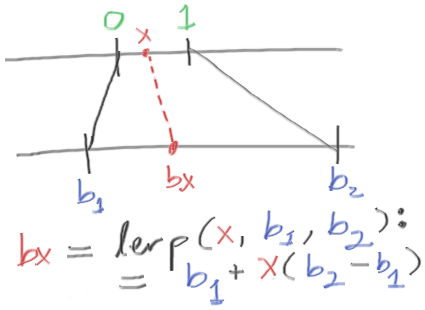 0 1
x
b₁ bx b₂
bx = lerp(x, b₁, b₂):
= b₁ + x(b₂ - b₁)